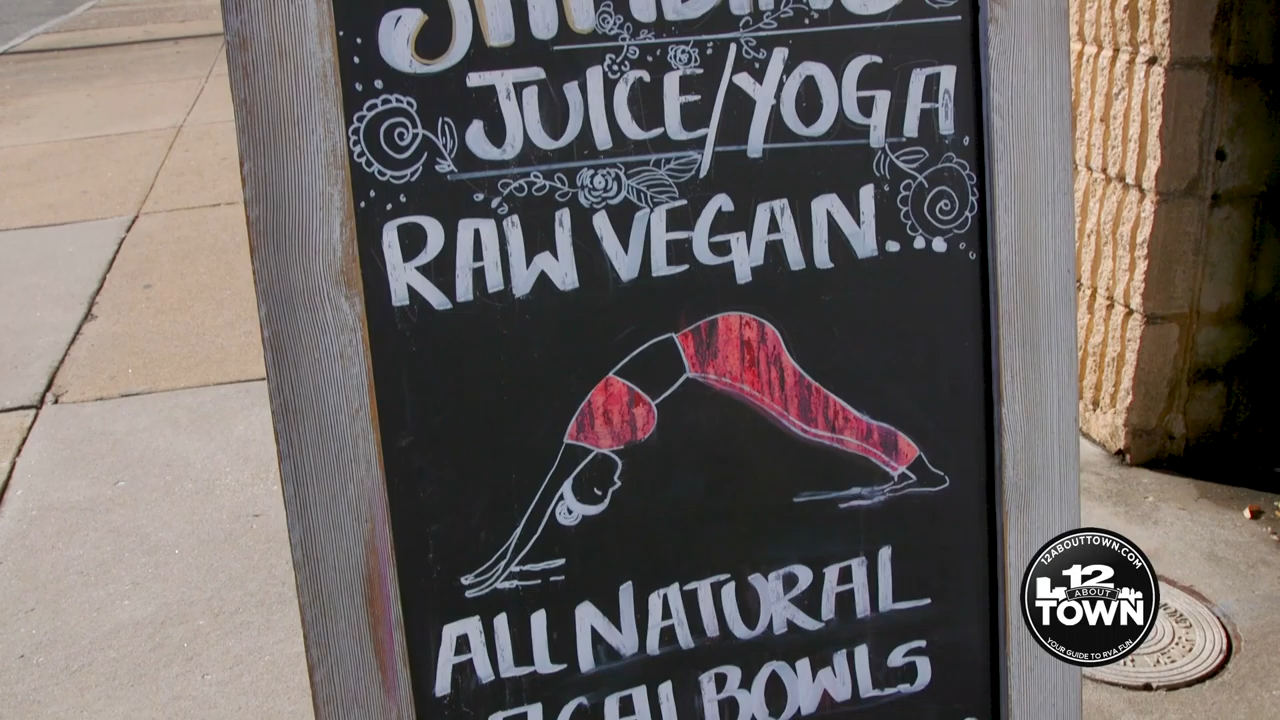 JUICE/YOGA
RAW VEGAN...
ALL NATURAL
ACAI BOWLS
12ABOUTTOWN.COM
12
ABOUT
TOWN
YOUR GUIDE TO RVA FUN